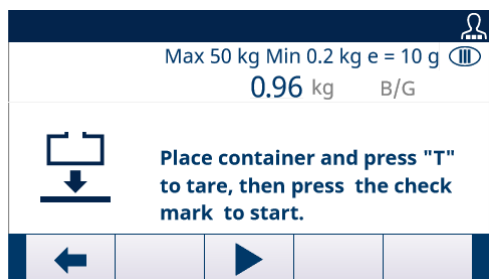 Max 50 kg Min 0.2 kg e = 10 g III
0.96 kg B/G
Place container and press "T"
to tare, then press the check
mark to start.